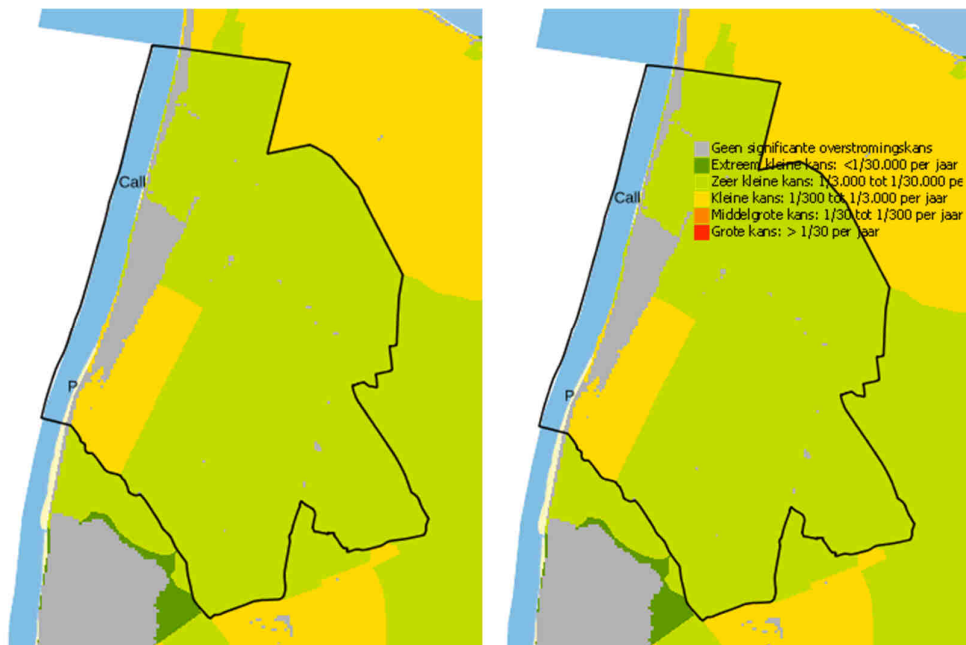 Call
P
Call
P
Geen significante overstromingskans
Extreem kleine kans: <1/30.000 per jaar
Zeer kleine kans: 1/3.000 tot 1/30.000 pe
Kleine kans: 1/300 tot 1/3.000 per jaar
Middelgrote kans: 1/30 tot 1/300 per jaar
Grote kans: > 1/30 per jaar